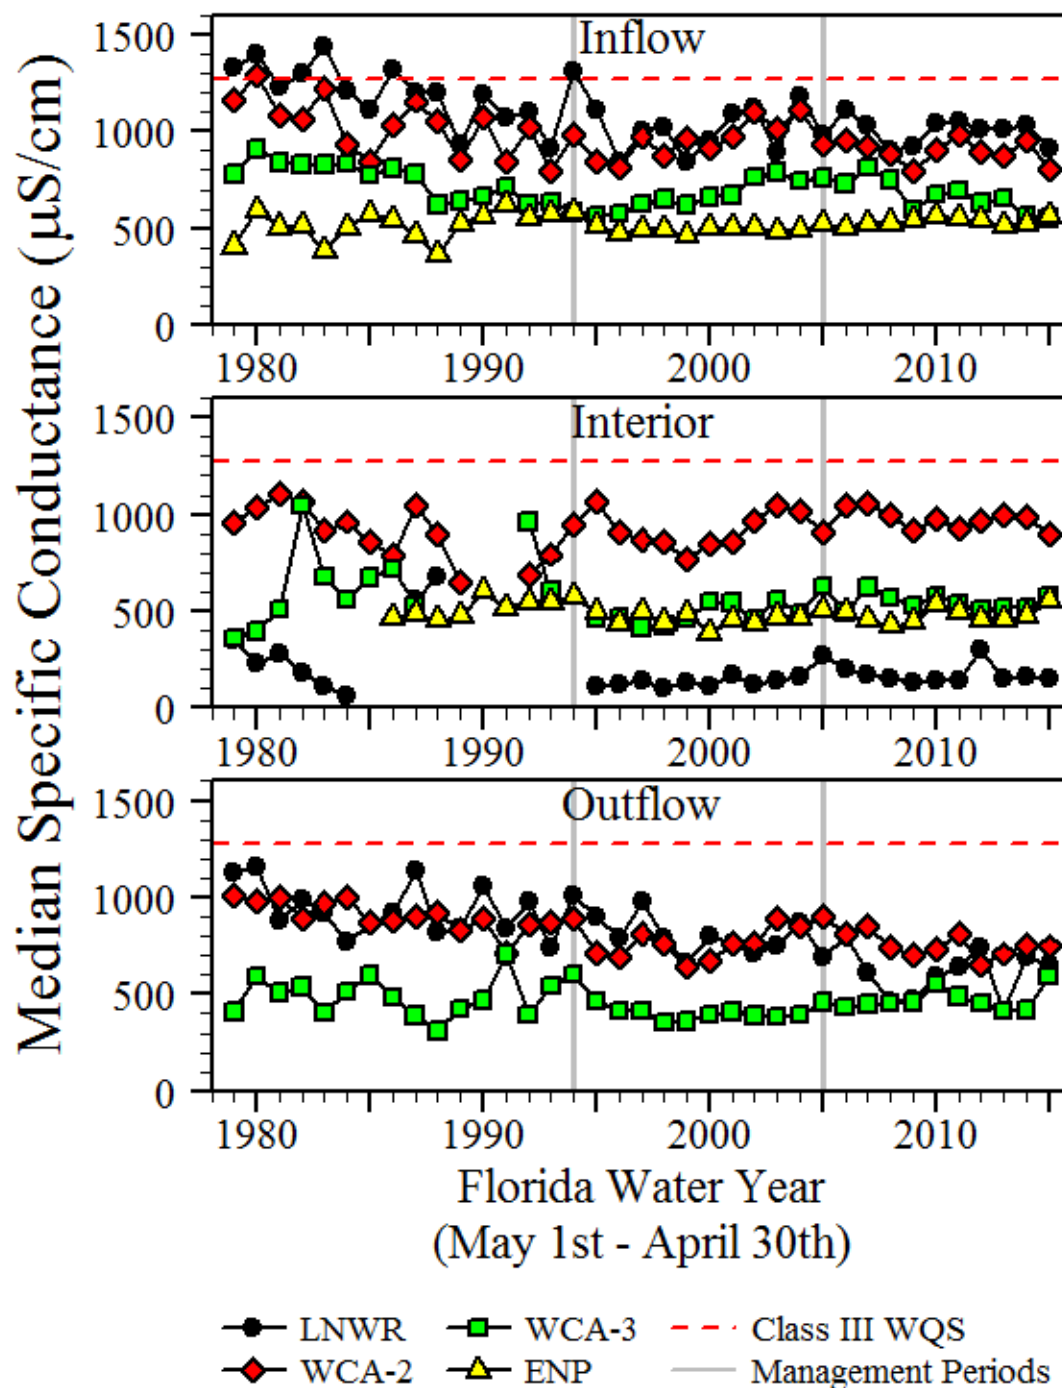 Median Specific Conductance (µS/cm)
Inflow
1500
1000
500
0
1980 1990 2000 2010
Interior
1500
1000
500
0
1980 1990 2000 2010
Outflow
1500
1000
500
0
1980 1990 2000 2010
Florida Water Year
(May 1st - April 30th)
LNWR WCA-3 Class III WQS
WCA-2 ENP Management Periods